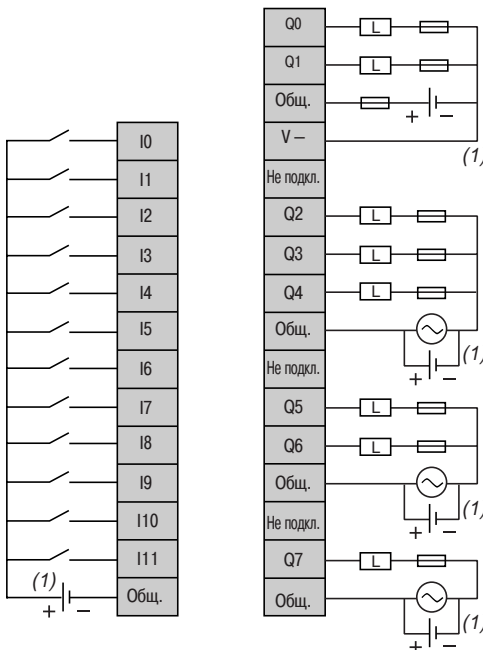 I0
I1
I2
I3
I4
I5
I6
I7
I8
I9
I10
I11
(1)
+ −
Общ.
Q0
L
Q1
L
Общ.
+ −
V –
(1)
Не подкл.
Q2
L
Q3
L
Q4
L
Общ.
(1)
+ −
Не подкл.
Q5
L
Q6
L
Общ.
(1)
+ −
Не подкл.
Q7
L
Общ.
(1)
+ −